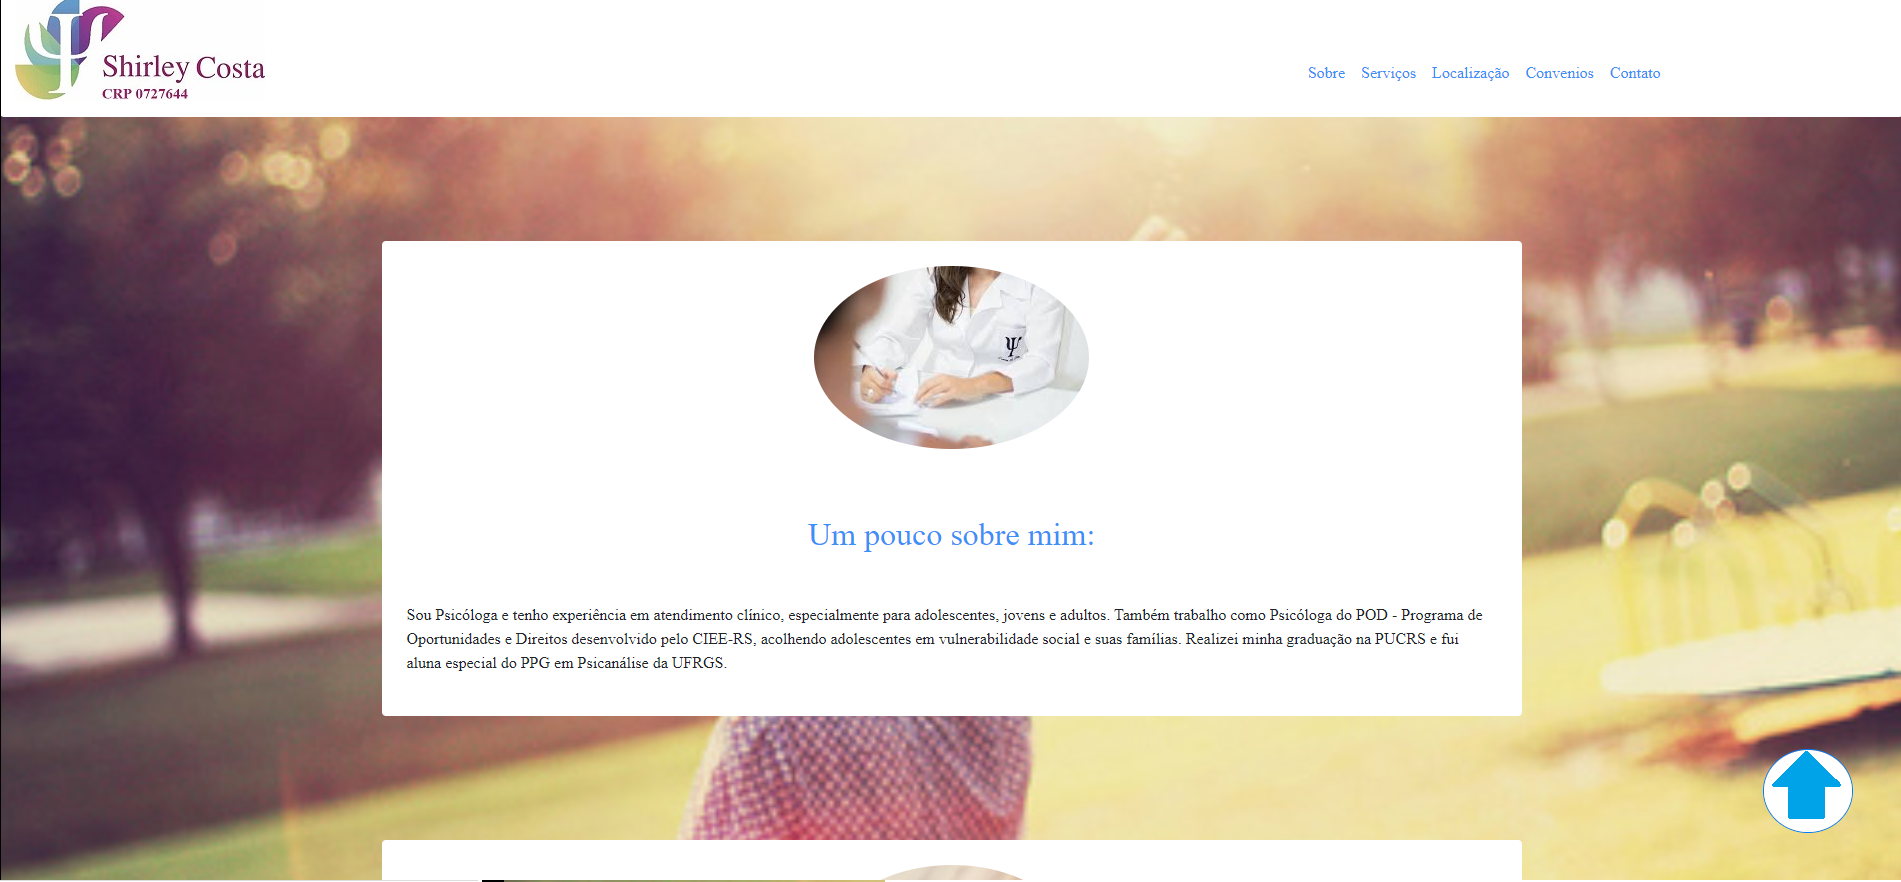 Shirley Costa
CRP 0727644
Sobre Serviços Localização Convenios Contato
Um pouco sobre mim:
Sou Psicóloga e tenho experiência em atendimento clínico, especialmente para adolescentes, jovens e adultos. Também trabalho como Psicóloga do POD - Programa de
Oportunidades e Direitos desenvolvido pelo CIEE-RS, acolhendo adolescentes em vulnerabilidade social e suas famílias. Realizei minha graduação na PUCRS e fui
aluna especial do PPG em Psicanálise da UFRGS.